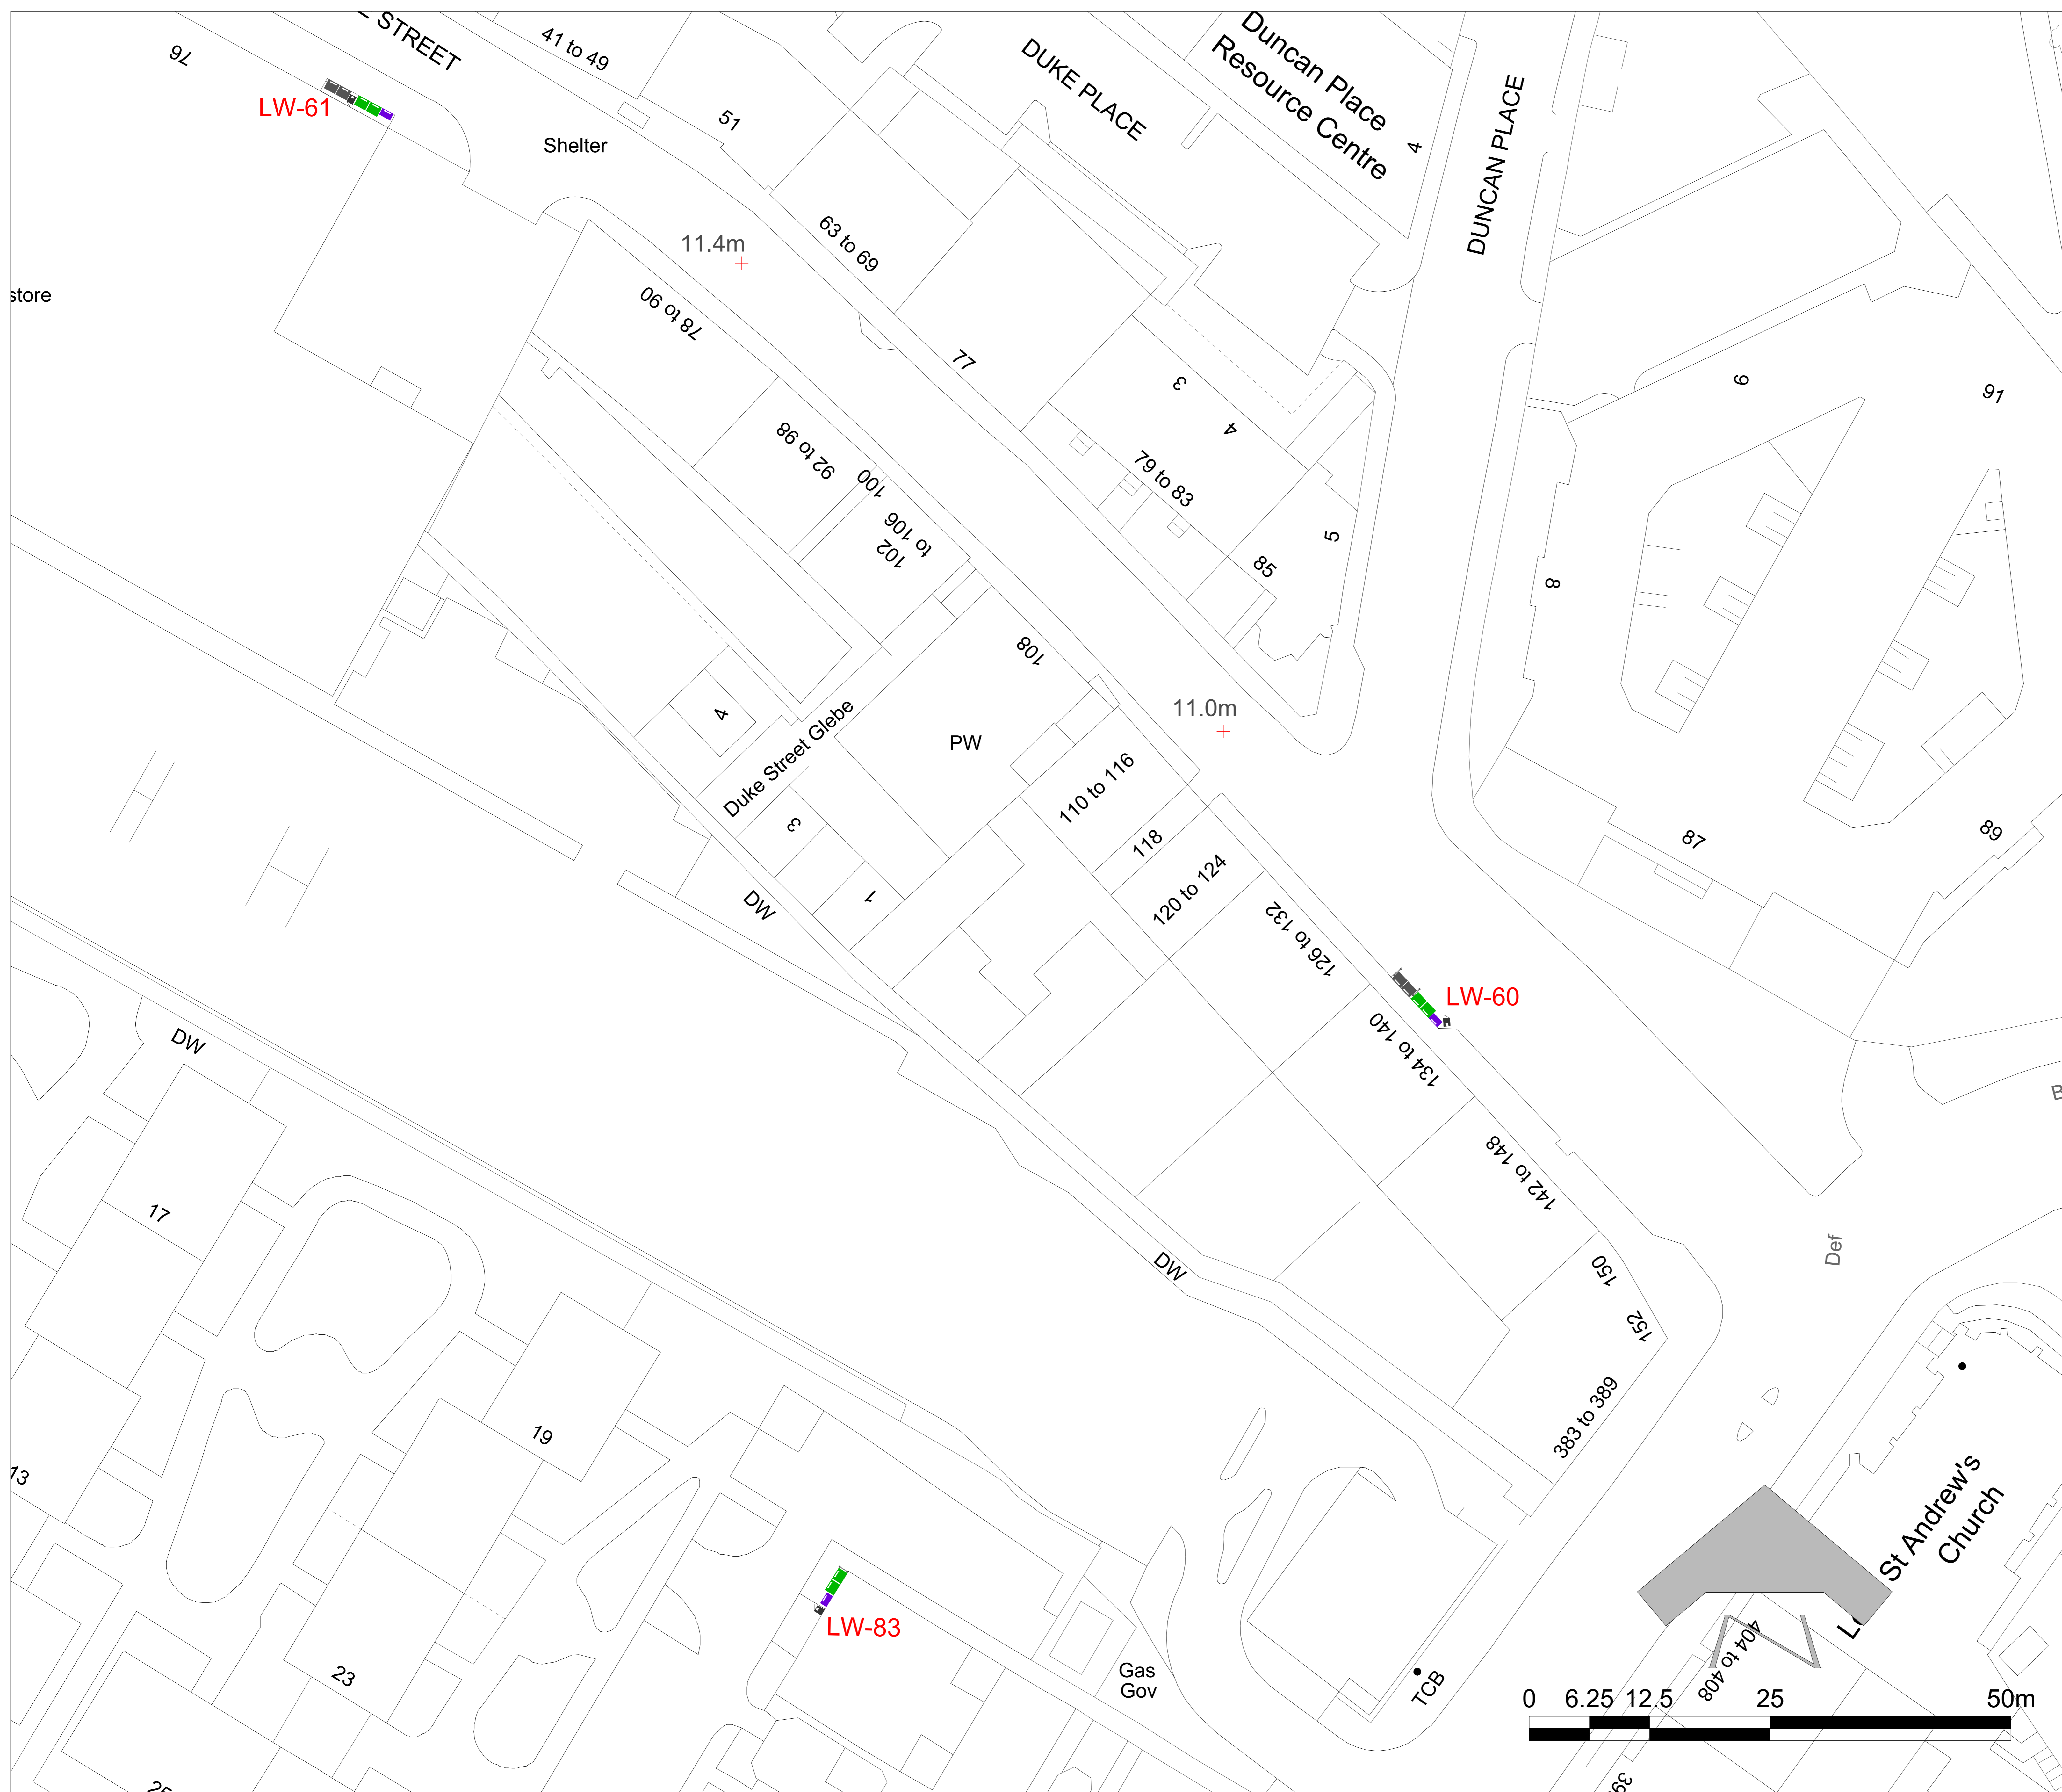 E STREET
41 to 49
76
LW-61
51
Shelter
DUKE PLACE
Duncan Place
Resource Centre
4
DUNCAN PLACE
63 to 69
11.4m
store
78 to 90
77
3
4
6
91
92 to 98
100
102
to 106
79 to 83
5
85
8
108
4
Duke Street Glebe
PW
11.0m
110 to 116
118
120 to 124
3
1
DW
87
89
126 to 132
LW-60
134 to 140
142 to 148
DW
17
DW
150
152
Def
383 to 389
19
13
23
25
LW-83
Gas
Gov
TCB
St Andrew's
Church
404 to 408
N
0 6.25 12.5 25 50m